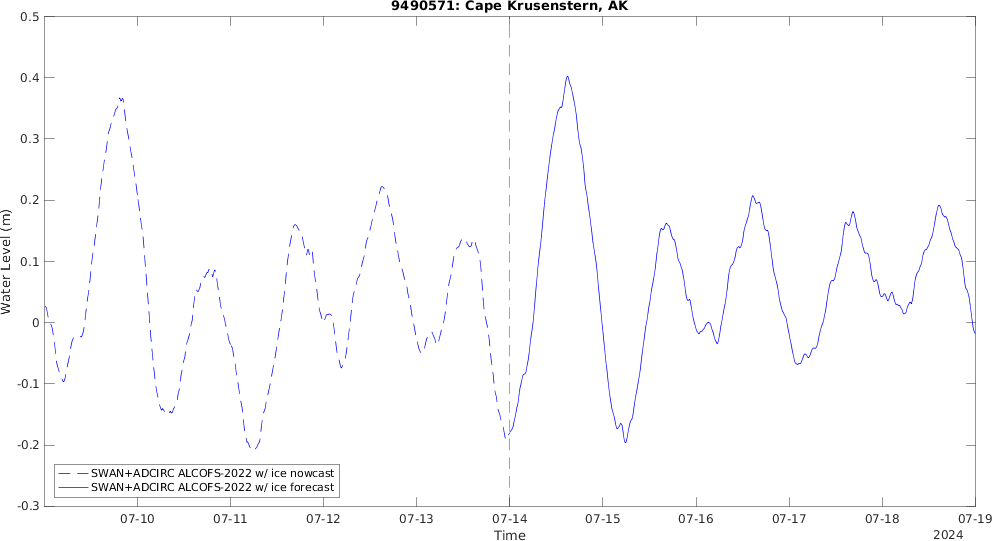 9490571: Cape Krusenstern, AK
Water Level (m)
0.5
0.4
0.3
0.2
0.1
0
-0.1
-0.2
-0.3
SWAN+ADCIRC ALCOFS-2022 w/ ice nowcast
SWAN+ADCIRC ALCOFS-2022 w/ ice forecast
07-10 07-11 07-12 07-13 07-14 07-15 07-16 07-17 07-18 07-19
Time
2024